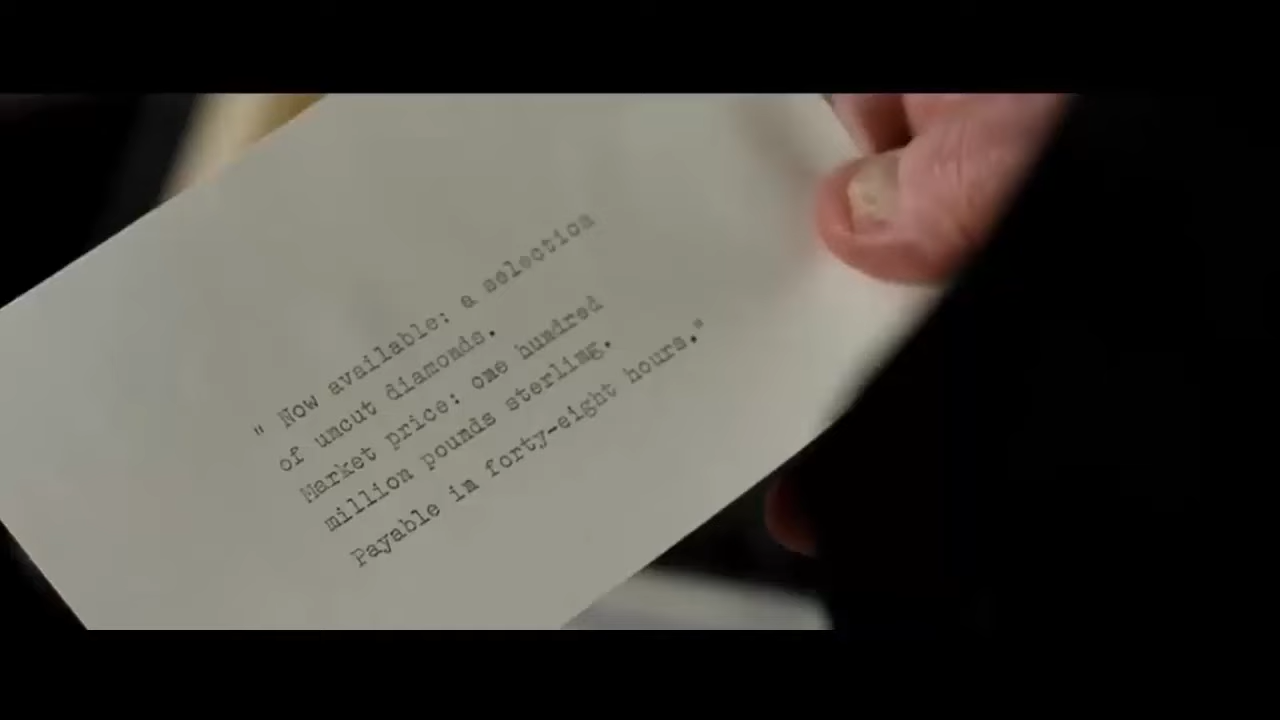 " Now available: a selection
of uncut diamonds.
Market price: one hundred
million pounds sterling.
Payable in forty-eight hours."